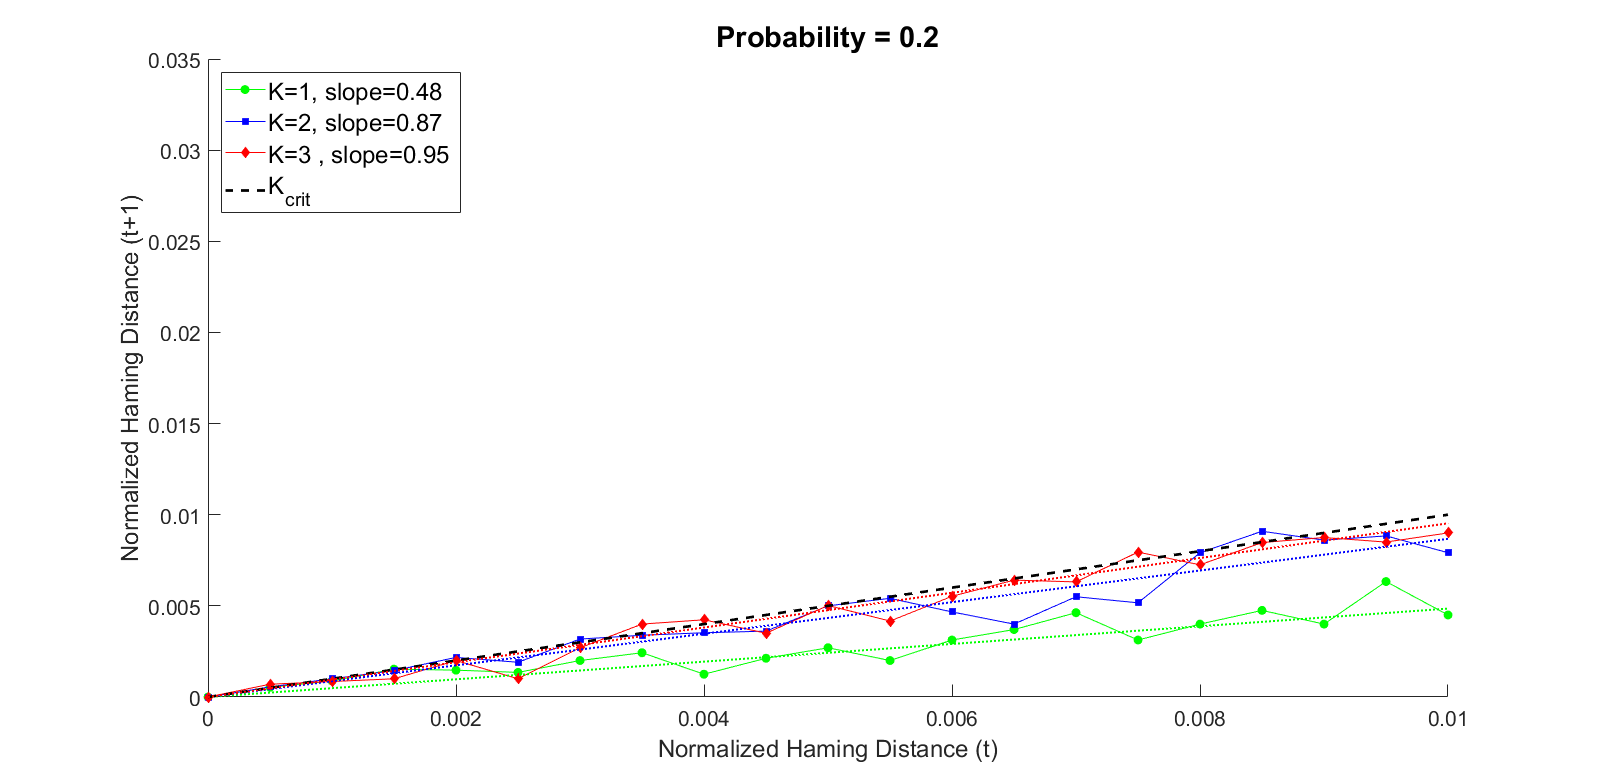 Probability = 0.2
0.035
0.03
0.025
0.02
0.015
0.01
0.005
0
K=1, slope=0.48
K=2, slope=0.87
K=3 , slope=0.95
Kcrit
Normalized Haming Distance (t+1)
0
0.002
0.004
0.006
0.008
0.01
Normalized Haming Distance (t)